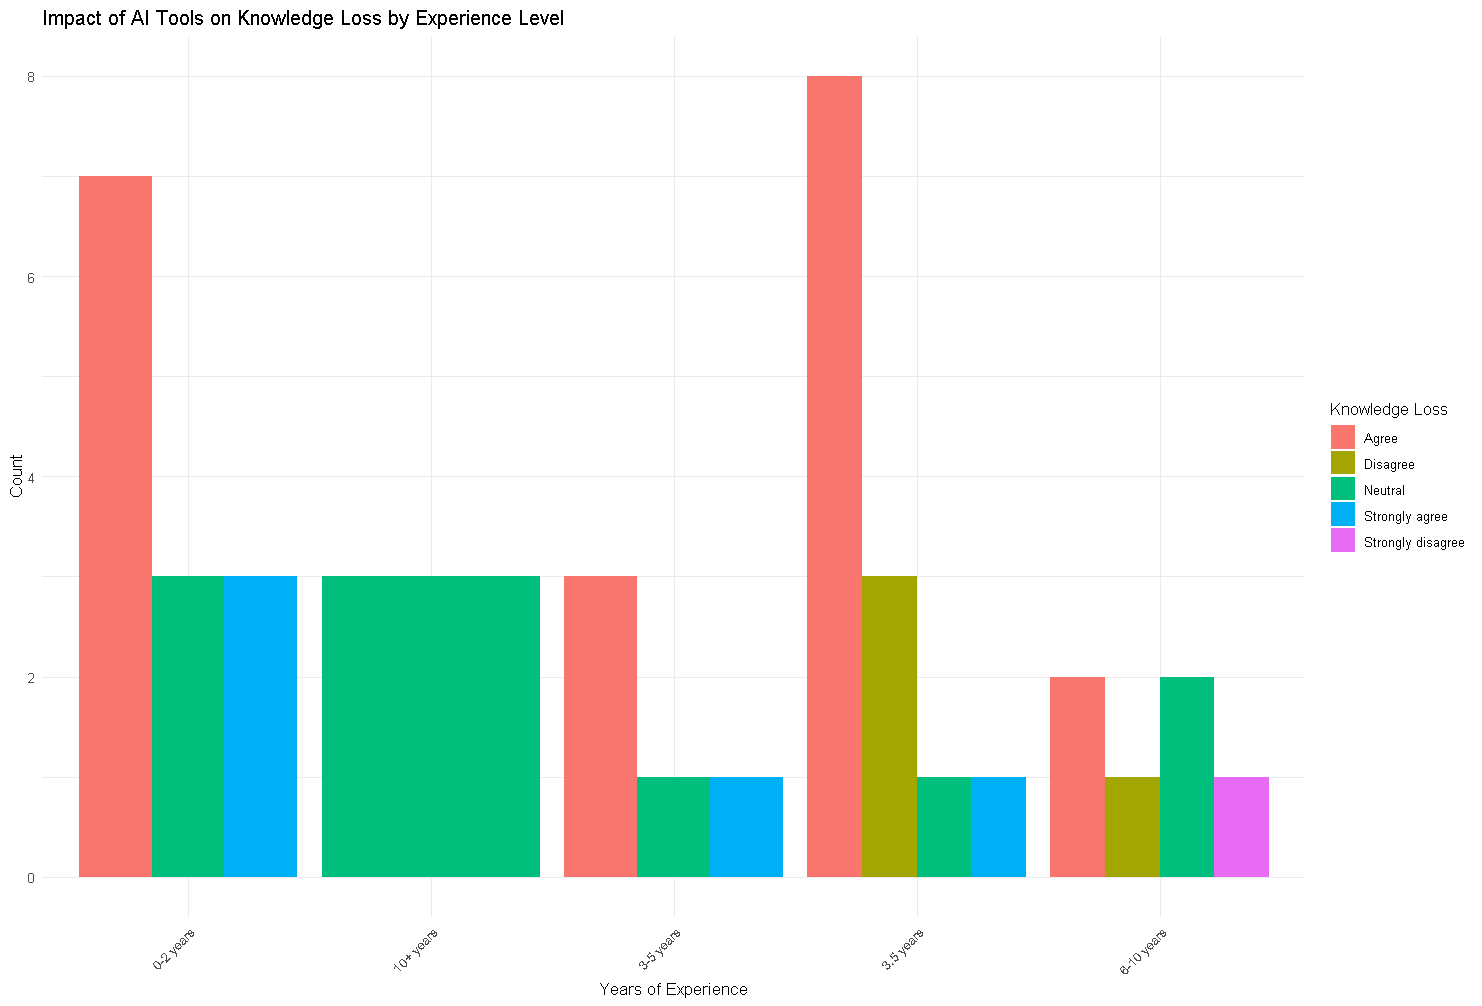 Impact of AI Tools on Knowledge Loss by Experience Level
8
6
4
2
0
Count
0-2 years
10+ years
3-5 years
3.5 years
6-10 years
Years of Experience
Knowledge Loss
Agree
Disagree
Neutral
Strongly agree
Strongly disagree